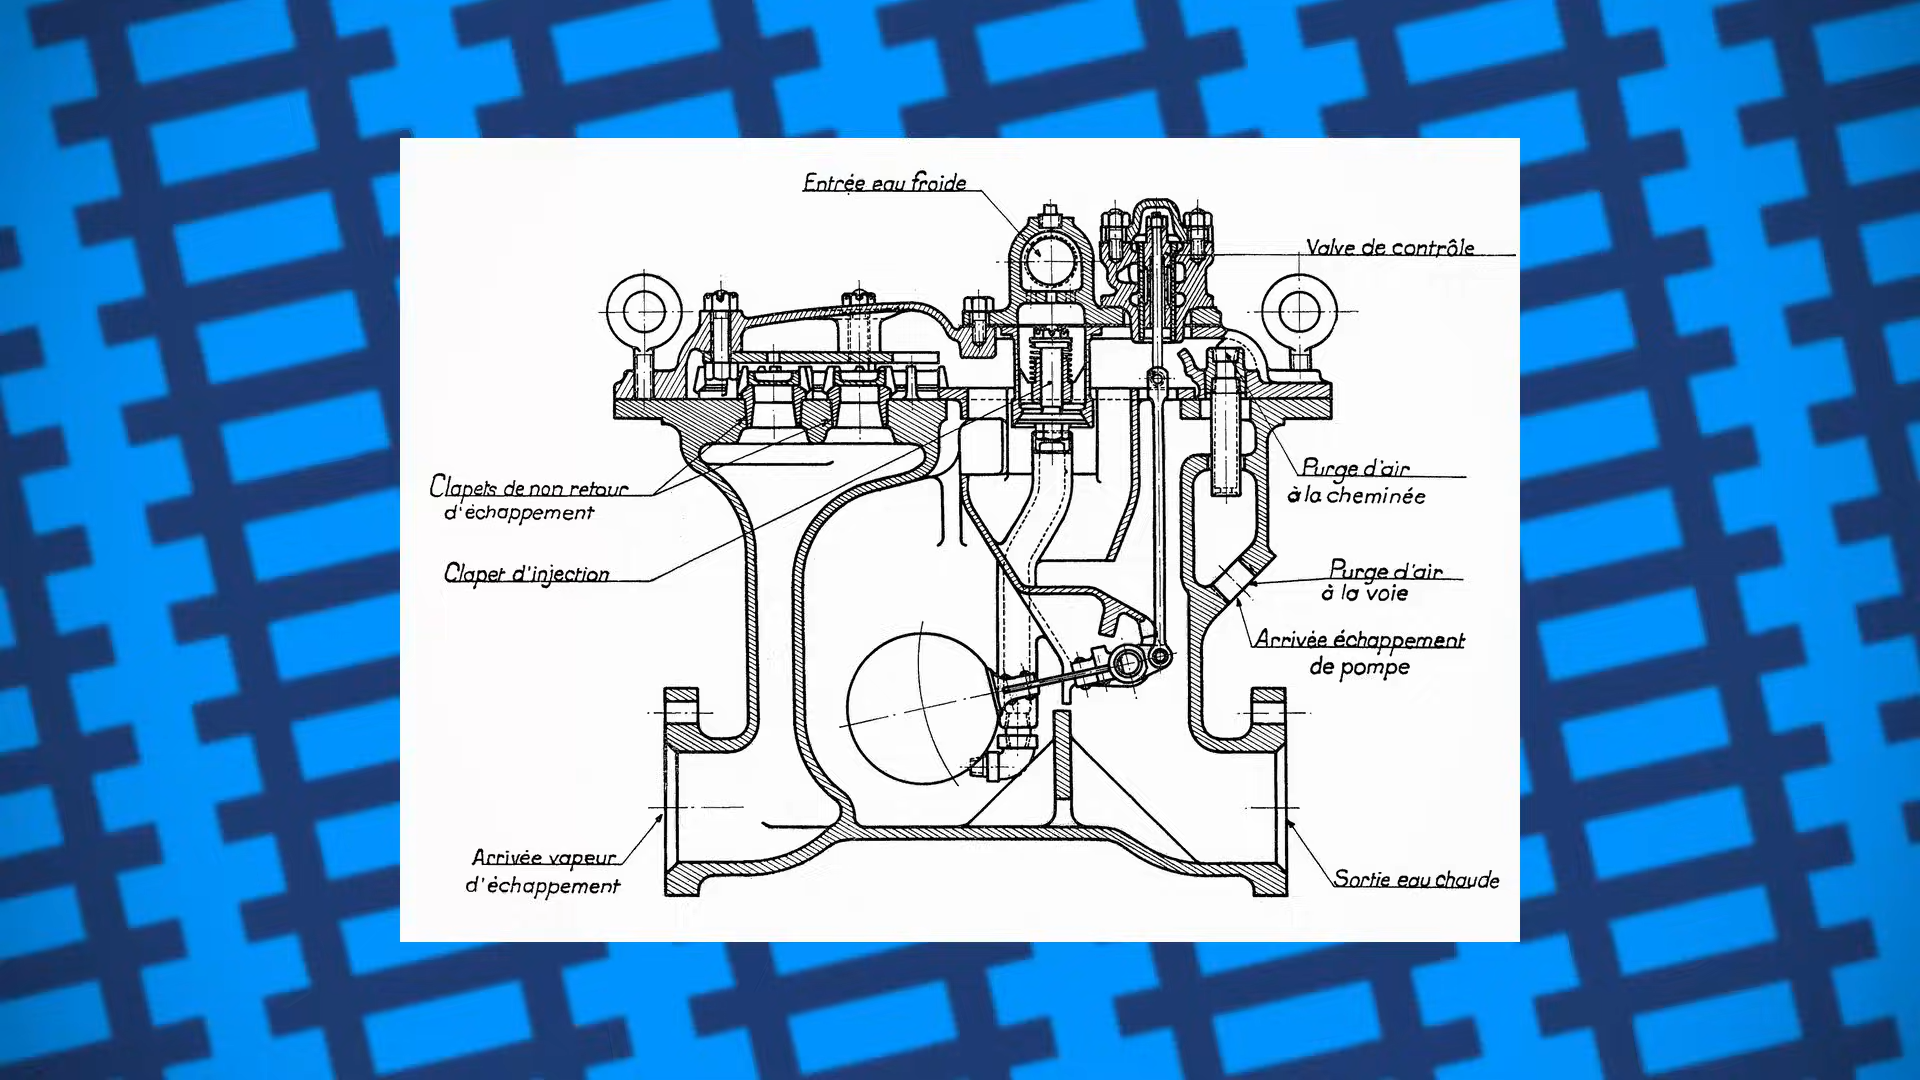 Entrée eau froide
Valve de contrôle
Clapets de non retour
d'échappement
Purge d'air
à la cheminée
Clapet d'injection
Purge d'air
à la voie
Arrivée échappement
de pompe
Arrivée vapeur
d'échappement
Sortie eau chaude